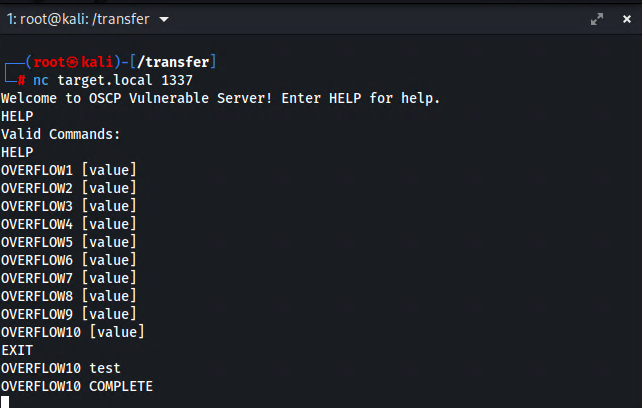 1: root@kali: /transfer
┌──(root㉿kali)-[/transfer]
└─# nc target.local 1337
Welcome to OSCP Vulnerable Server! Enter HELP for help.
HELP
Valid Commands:
HELP
OVERFLOW1 [value]
OVERFLOW2 [value]
OVERFLOW3 [value]
OVERFLOW4 [value]
OVERFLOW5 [value]
OVERFLOW6 [value]
OVERFLOW7 [value]
OVERFLOW8 [value]
OVERFLOW9 [value]
OVERFLOW10 [value]
EXIT
OVERFLOW10 test
OVERFLOW10 COMPLETE